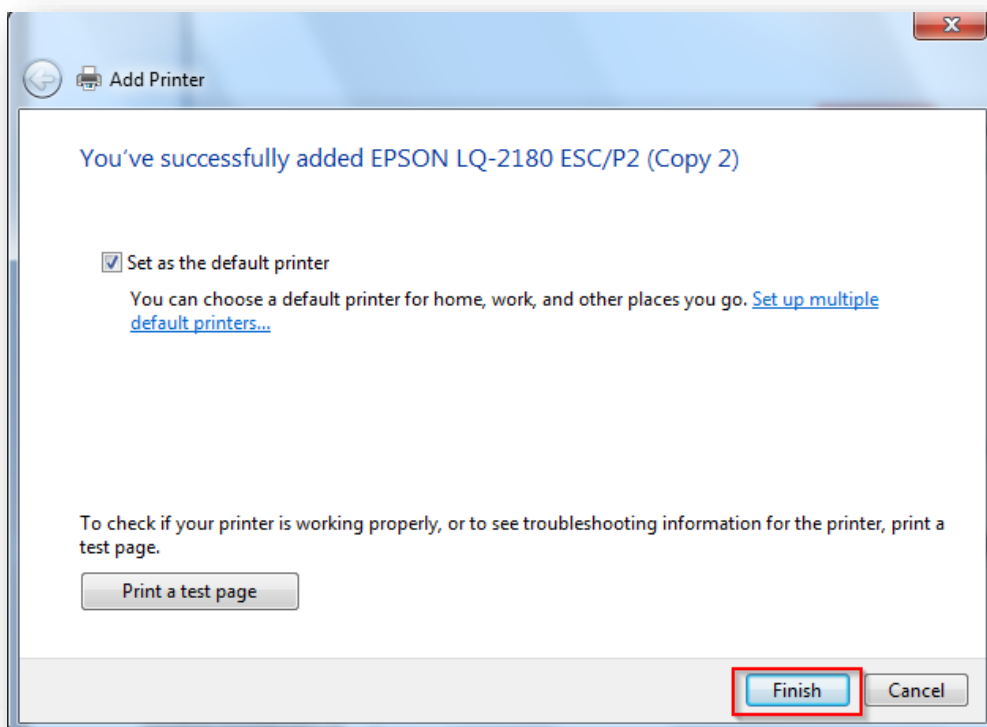 Add Printer
You've successfully added EPSON LQ-2180 ESC/P2 (Copy 2)
Set as the default printer
You can choose a default printer for home, work, and other places you go. Set up multiple
default printers...
To check if your printer is working properly, or to see troubleshooting information for the printer, print a
test page.
Print a test page
Finish Cancel